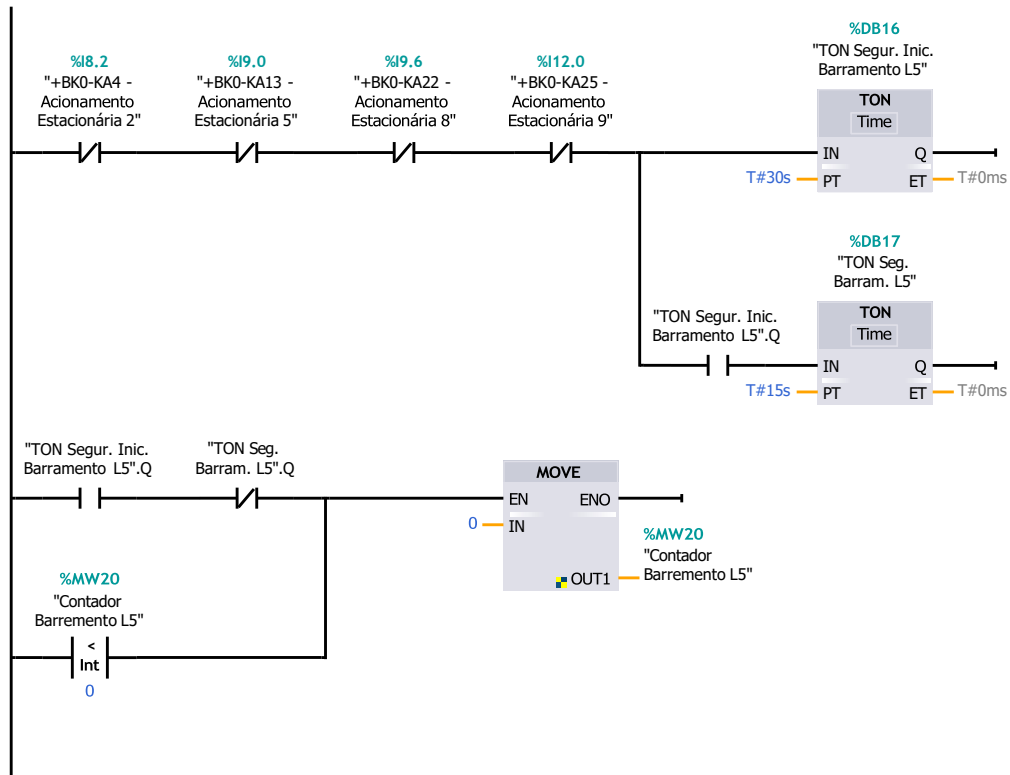 %I8.2
"+BK0-KA4 -
Acionamento
Estacionária 2"
%I9.0
"+BK0-KA13 -
Acionamento
Estacionária 5"
%I9.6
"+BK0-KA22 -
Acionamento
Estacionária 8"
%I12.0
"+BK0-KA25 -
Acionamento
Estacionária 9"
%DB16
"TON Segur. Inic.
Barramento L5"
TON
Time
IN Q
T#30s PT ET T#0ms
%DB17
"TON Seg.
Barram. L5"
TON
Time
"TON Segur. Inic.
Barramento L5".Q
IN Q
T#15s PT ET T#0ms
"TON Segur. Inic.
Barramento L5".Q
"TON Seg.
Barram. L5".Q
MOVE
EN ENO
0 IN
%MW20
"Contador
Barremento L5"
OUT1
%MW20
"Contador
Barremento L5"
<
Int
0